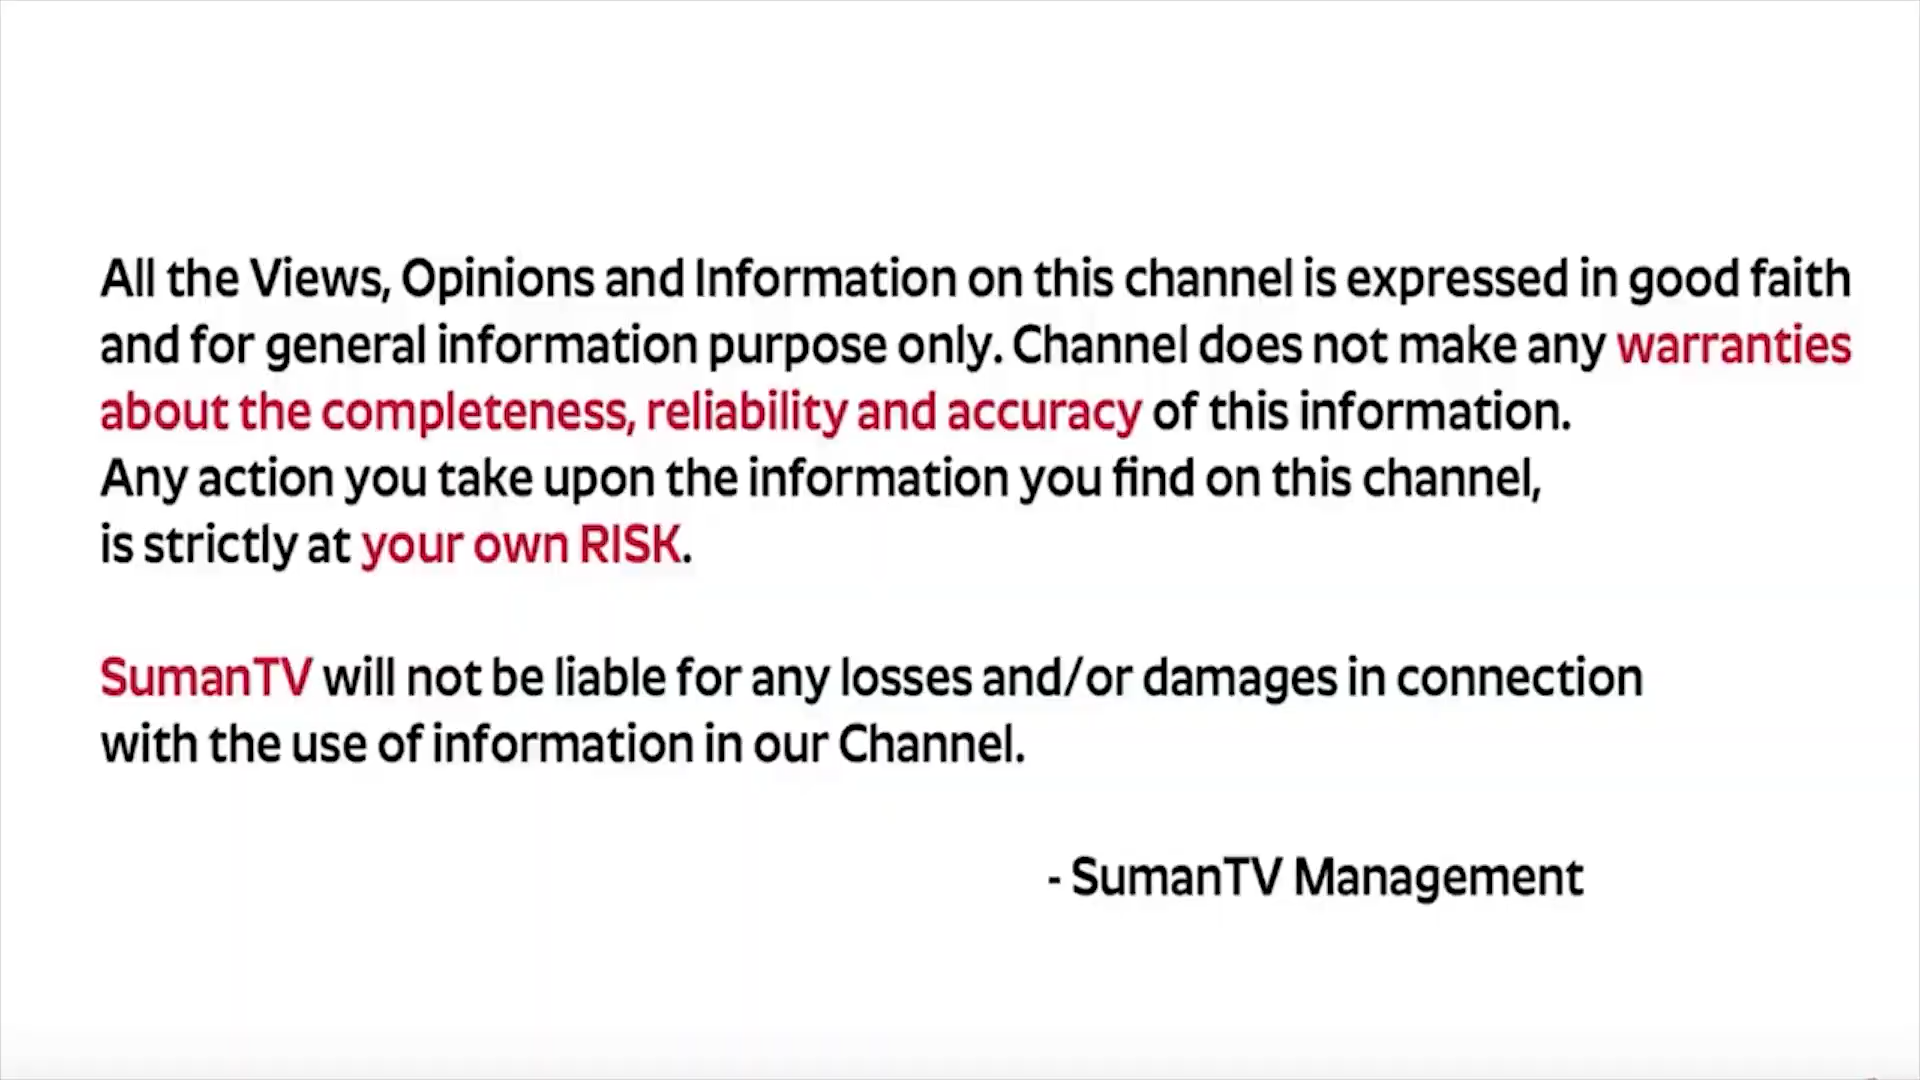 All the Views, Opinions and Information on this channel is expressed in good faith
and for general information purpose only. Channel does not make any warranties
about the completeness, reliability and accuracy of this information.
Any action you take upon the information you find on this channel,
is strictly at your own RISK.
SumanTV will not be liable for any losses and/or damages in connection
with the use of information in our Channel.
- SumanTV Management